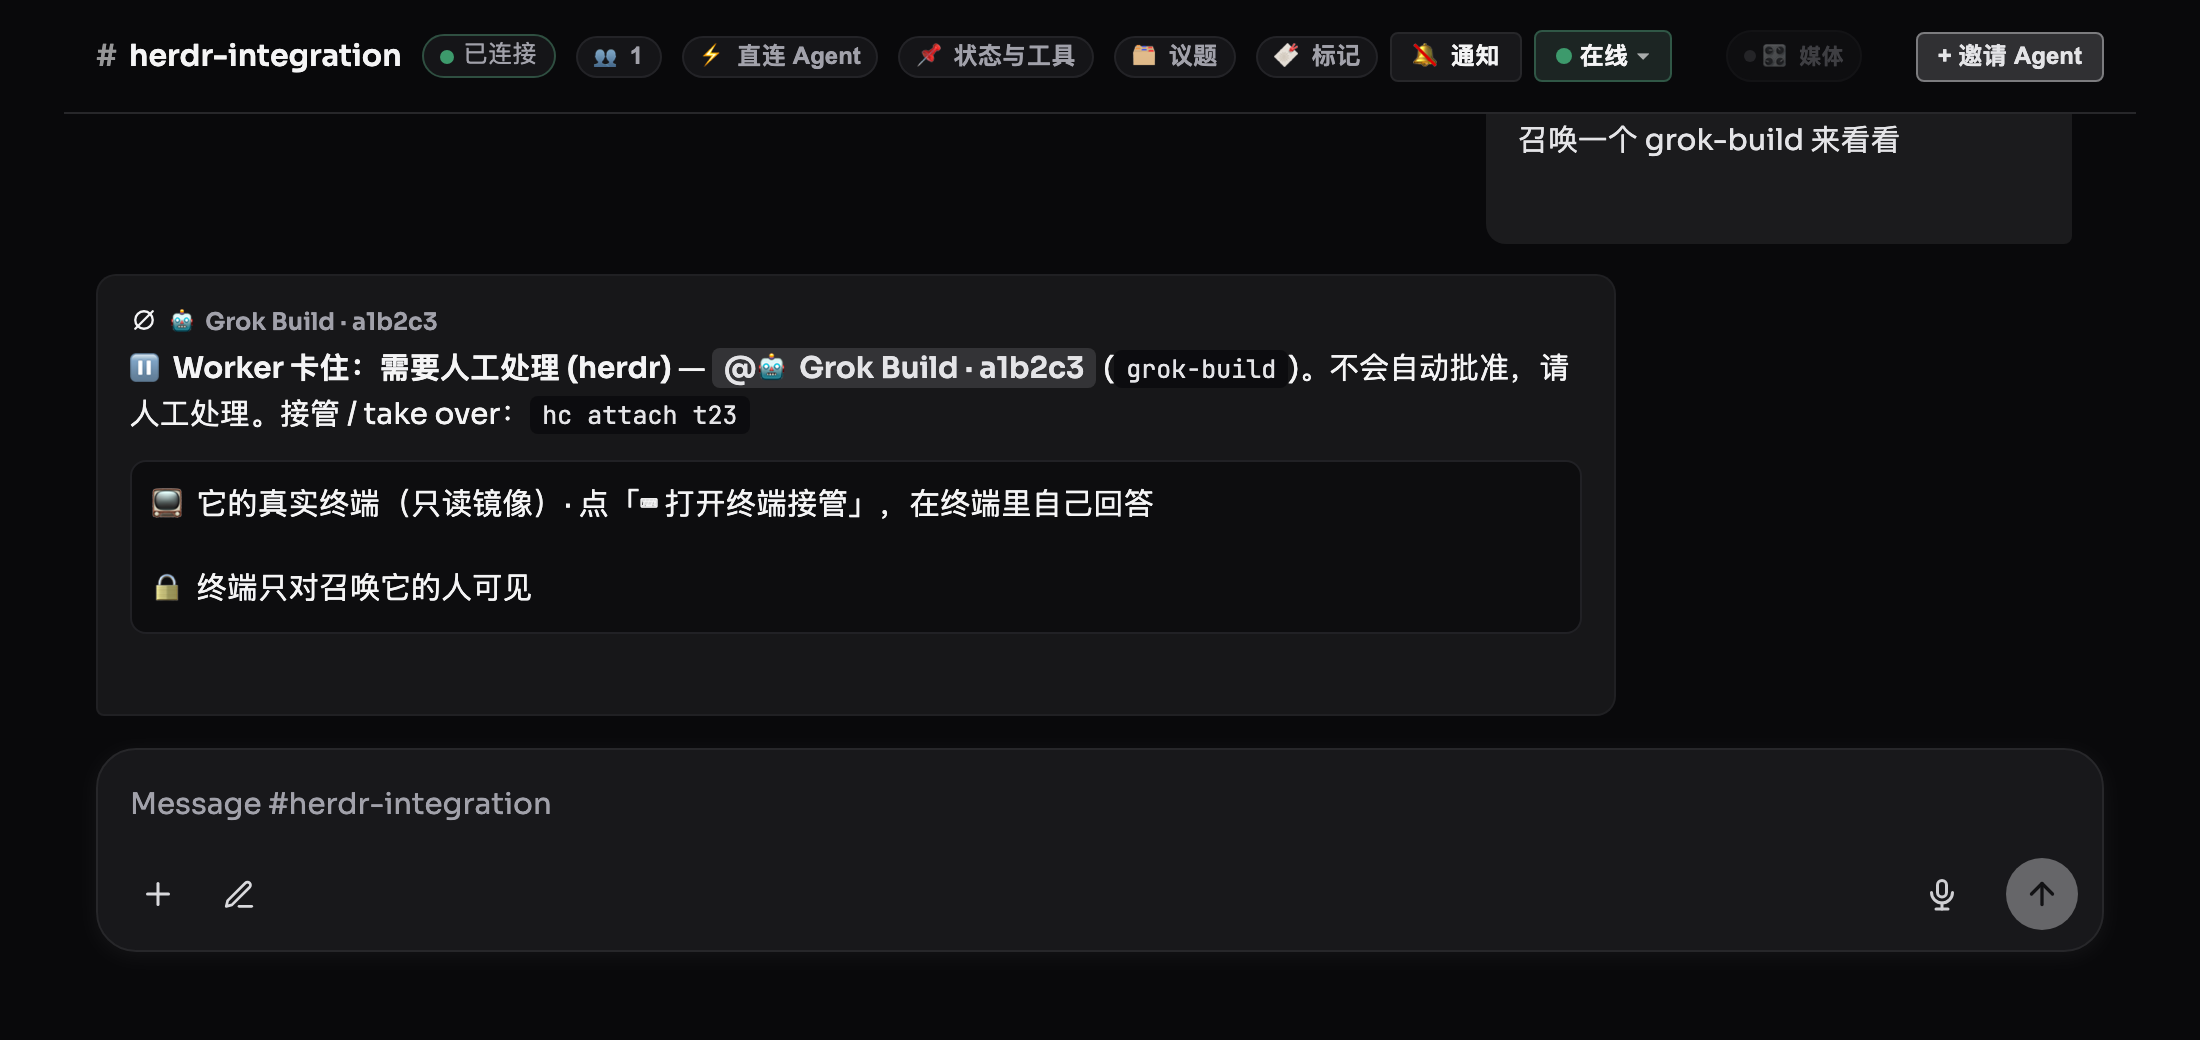 # herdr-integration 已连接 1 直连 Agent 状态与工具 议题 标记 通知 在线 媒体 + 邀请 Agent
召唤一个 grok-build 来看看
Grok Build · a1b2c3
Worker 卡住：需要人工处理 (herdr) — @🤖 Grok Build · a1b2c3 ( grok-build )。不会自动批准，请
人工处理。接管 / take over： hc attach t23
它的真实终端（只读镜像）· 点「⌨打开终端接管」，在终端里自己回答
终端只对召唤它的人可见
Message #herdr-integration